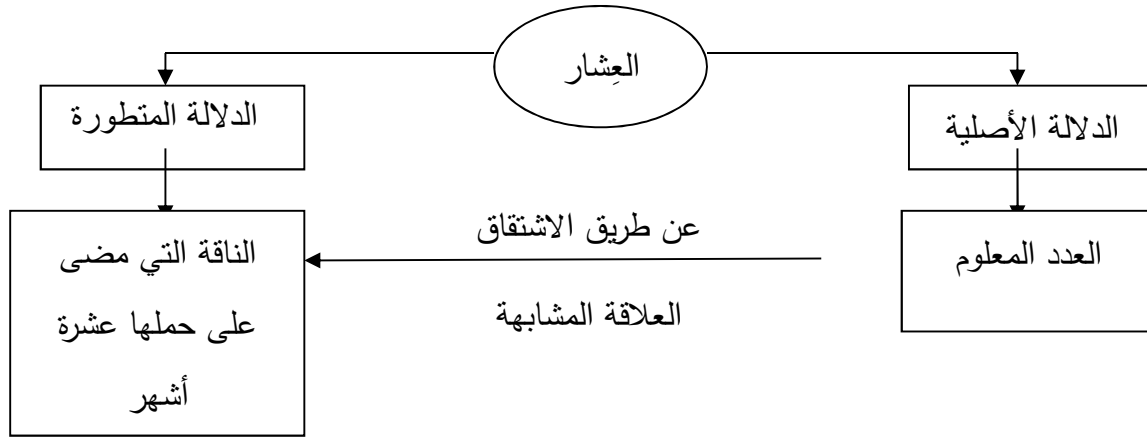 العِشار
الدلالة الأصلية
الدلالة المتطورة
العدد المعلوم
عن طريق الاشتقاق
العلاقة المشابهة
الناقة التي مضى
على حملها عشرة
أشهر